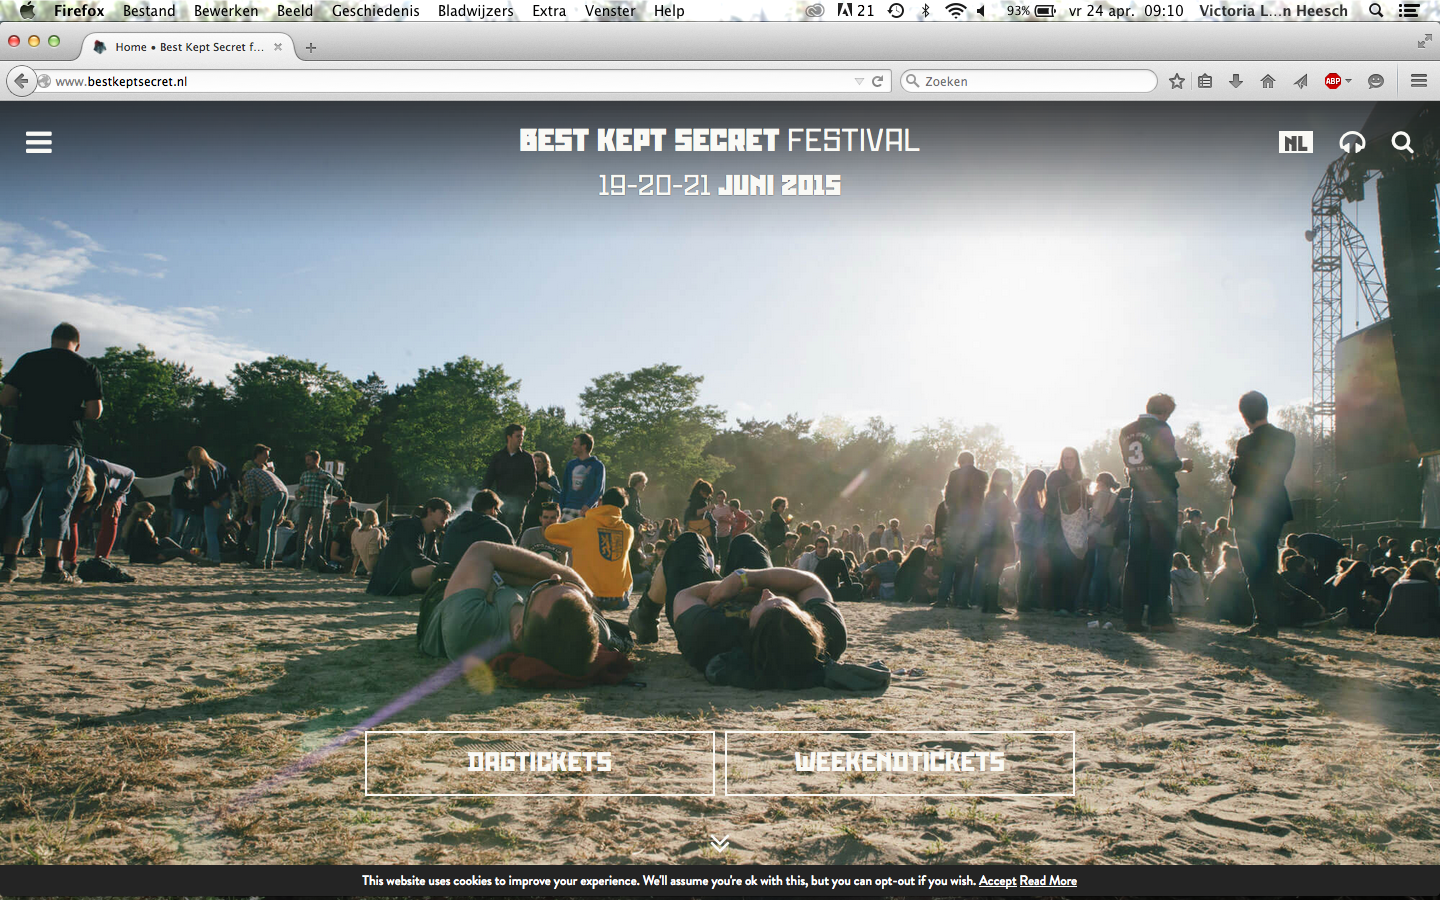 Firefox Bestand Bewerken Beeld Geschiedenis Bladwijzers Extra Venster Help 21 93% vr 24 apr. 09:10 Victoria L...n Heesch
Home • Best Kept Secret f...
www.bestkeptsecret.nl Zoeken ABP
BEST KEPT SECRET FESTIVAL
NL
19-20-21 JUNI 2015
3
DAGTICKETS WEEKENDTICKETS
This website uses cookies to improve your experience. We'll assume you're ok with this, but you can opt-out if you wish. Accept Read More